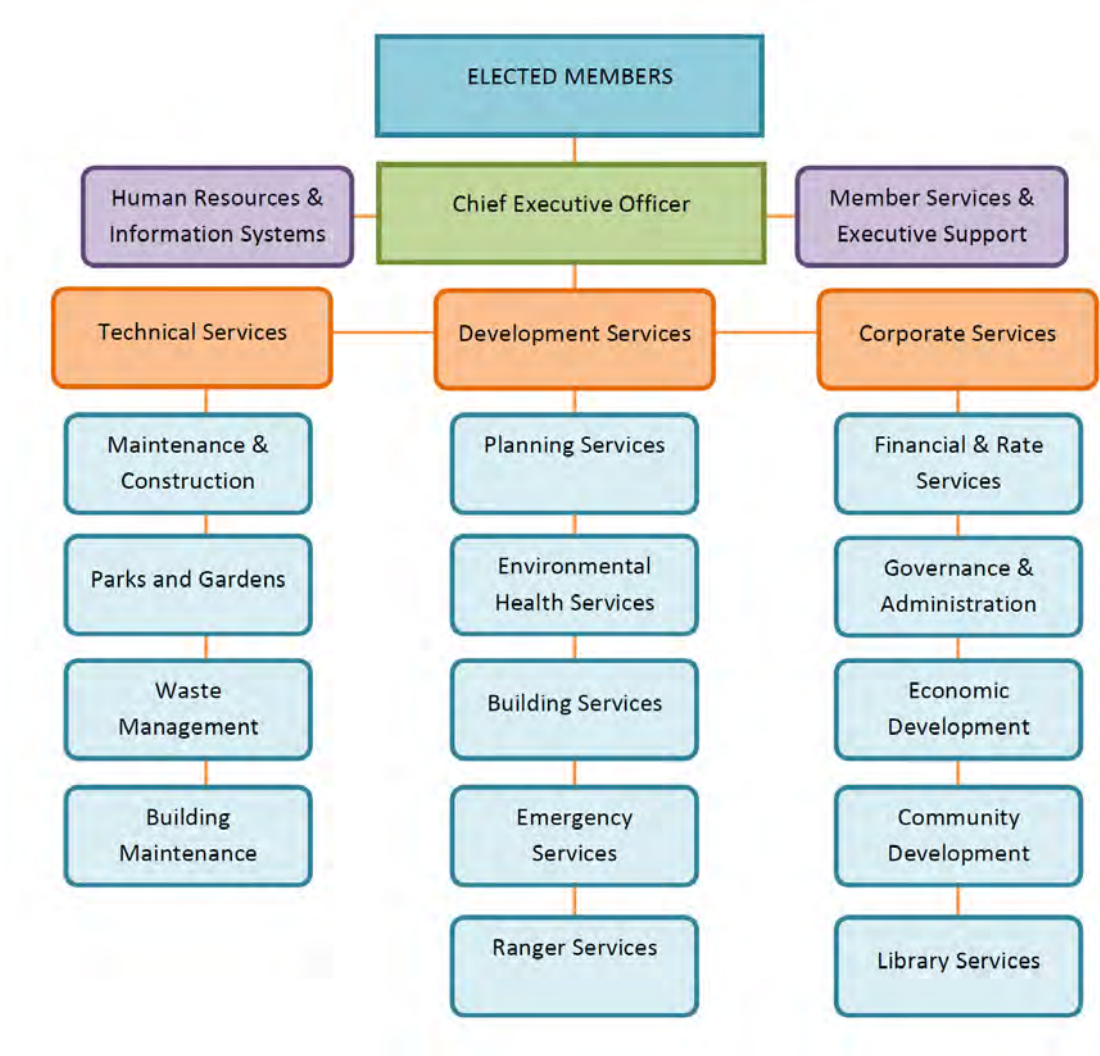 ELECTED MEMBERS
Human Resources &
Information Systems
Chief Executive Officer
Member Services &
Executive Support
Technical Services
Development Services
Corporate Services
Maintenance &
Construction
Parks and Gardens
Waste
Management
Building
Maintenance
Planning Services
Environmental
Health Services
Building Services
Emergency
Services
Ranger Services
Financial & Rate
Services
Governance &
Administration
Economic
Development
Community
Development
Library Services